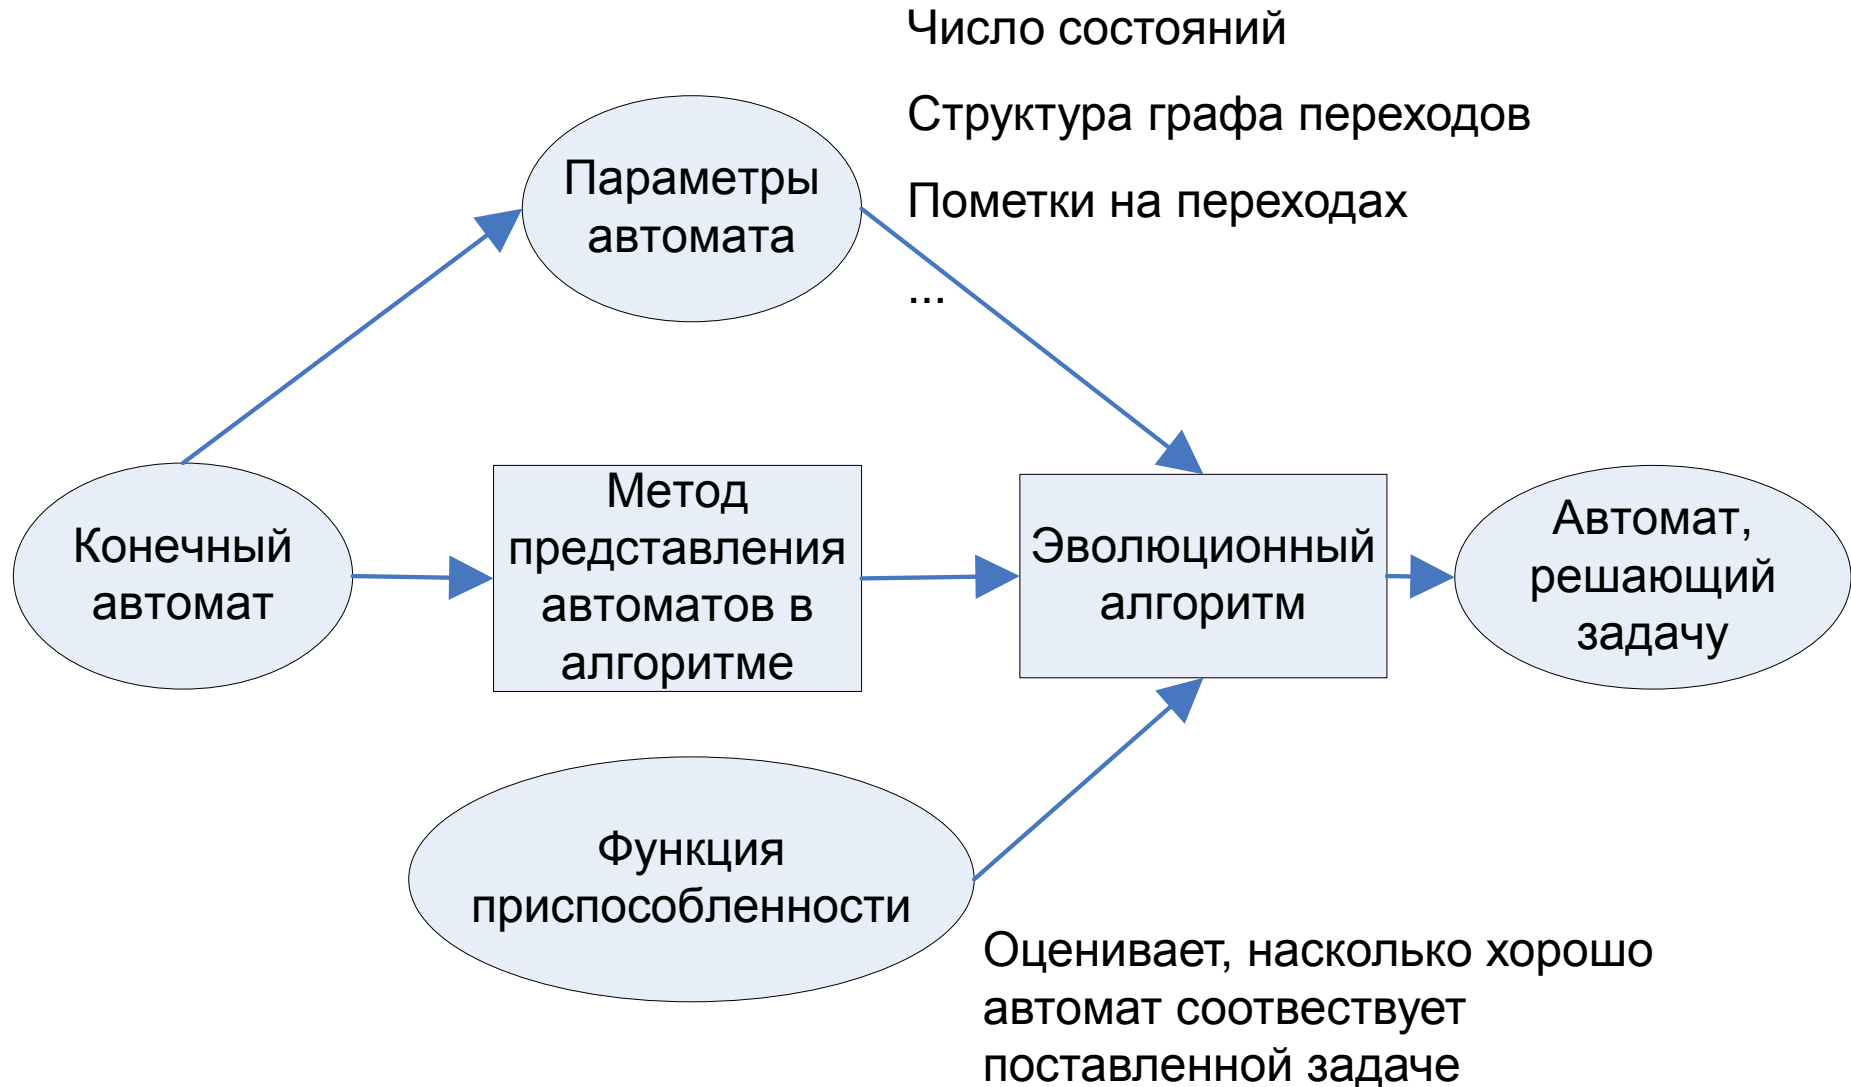 Число состояний
Структура графа переходов
Пометки на переходах
...
Параметры
автомата
Конечный
автомат
Метод
представления
автоматов в
алгоритме
Эволюционный
алгоритм
Автомат,
решающий
задачу
Функция
приспособленности
Оценивает, насколько хорошо
автомат соотвествует
поставленной задаче